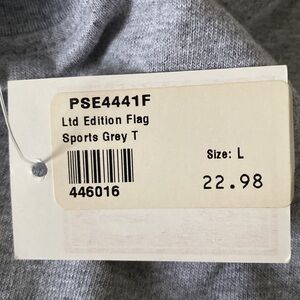 PSE4441F
Ltd Edition Flag
Sports Grey T
Size: L
446016
22.98